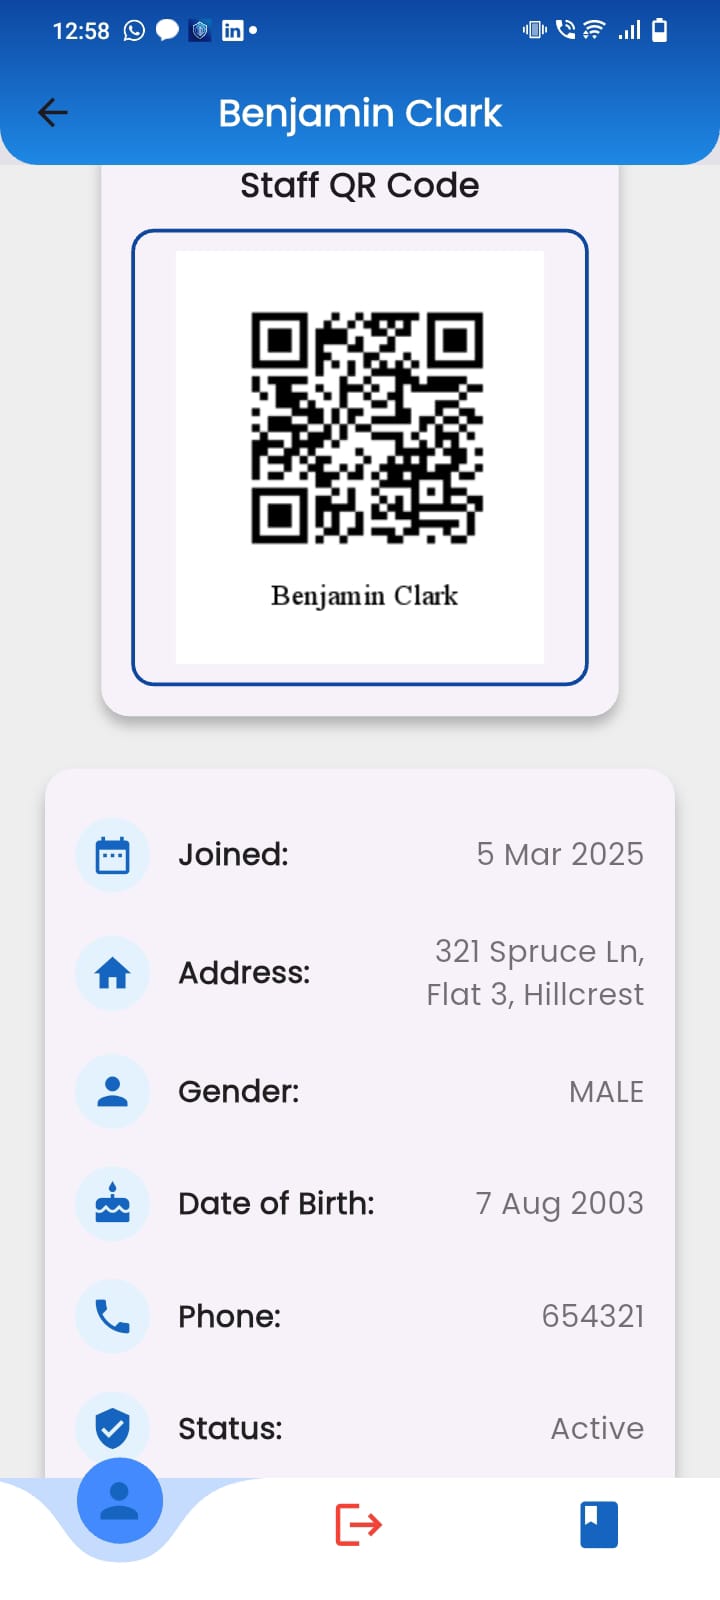 12:58
Benjamin Clark
Staff QR Code
Benjamin Clark
Joined: 5 Mar 2025
Address: 321 Spruce Ln,
Flat 3, Hillcrest
Gender: MALE
Date of Birth: 7 Aug 2003
Phone: 654321
Status: Active